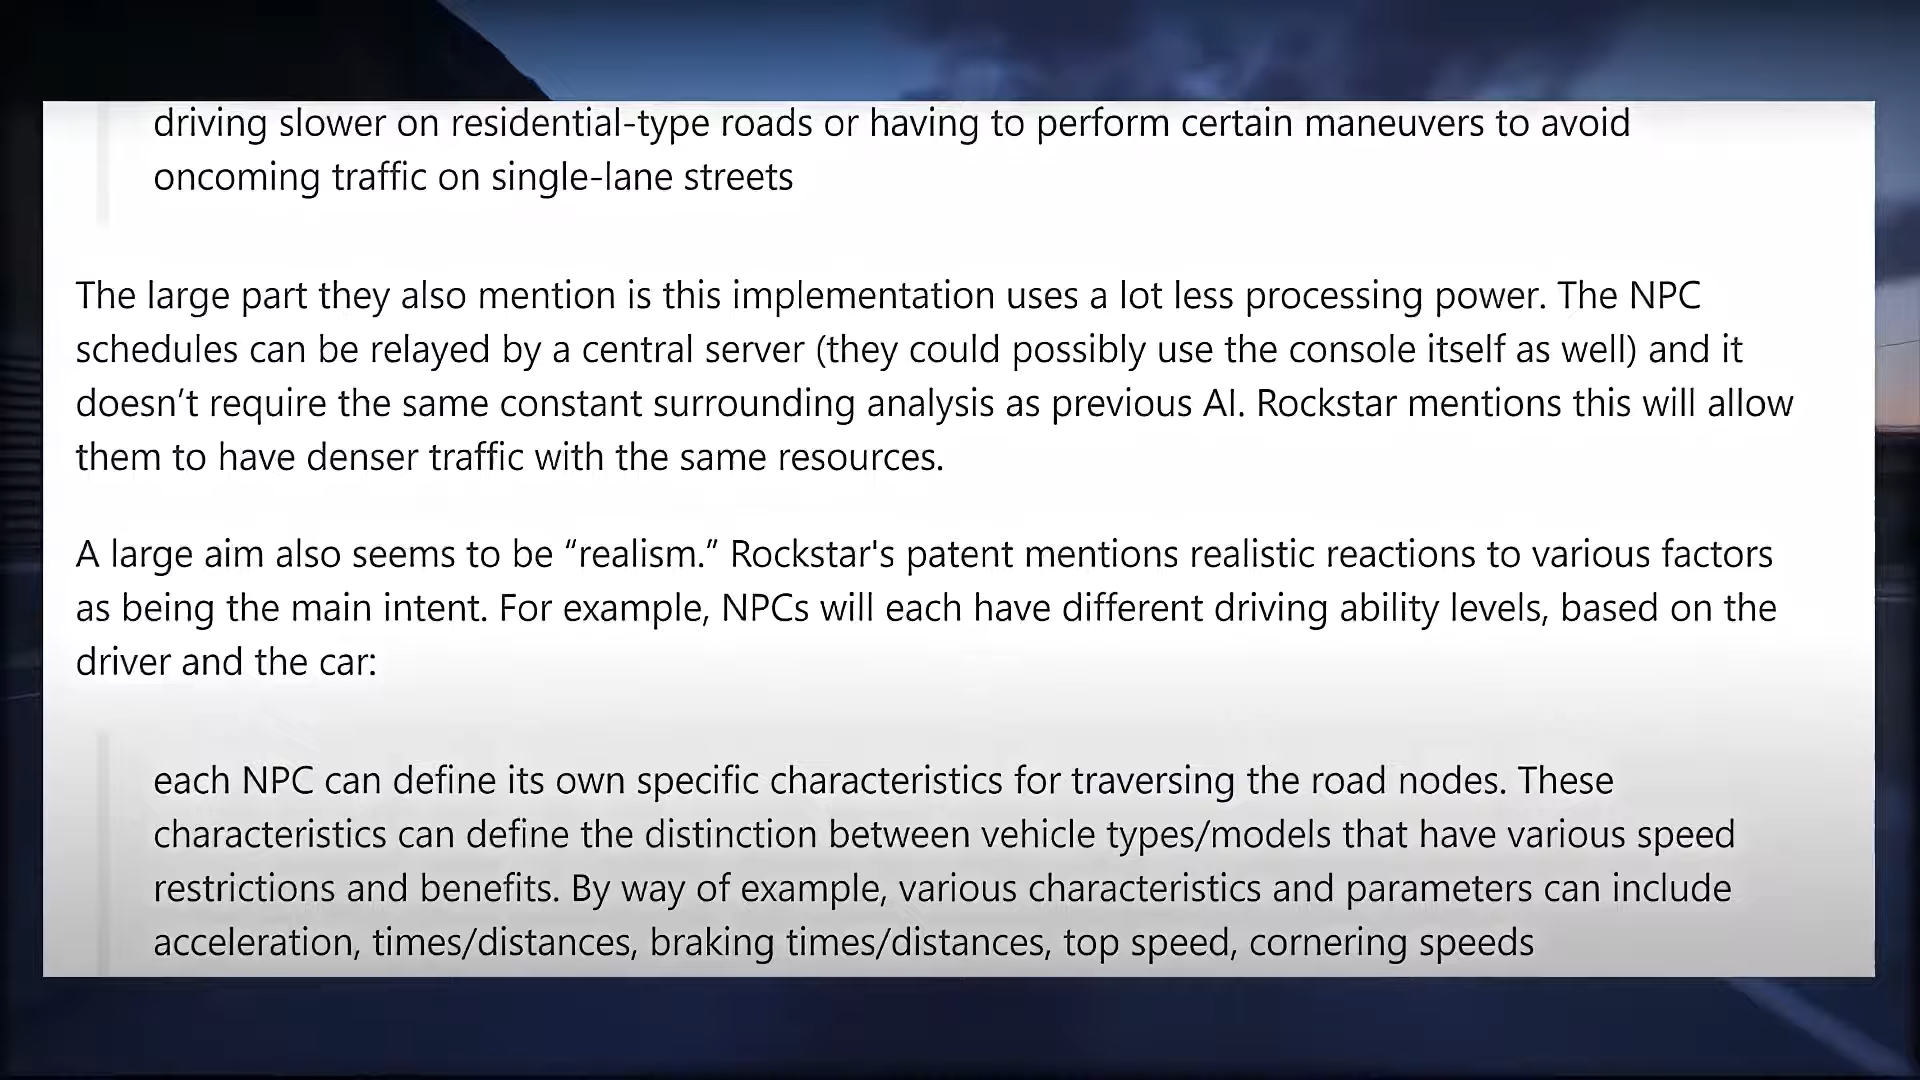 driving slower on residential-type roads or having to perform certain maneuvers to avoid
oncoming traffic on single-lane streets
The large part they also mention is this implementation uses a lot less processing power. The NPC
schedules can be relayed by a central server (they could possibly use the console itself as well) and it
doesn’t require the same constant surrounding analysis as previous AI. Rockstar mentions this will allow
them to have denser traffic with the same resources.
A large aim also seems to be “realism.” Rockstar's patent mentions realistic reactions to various factors
as being the main intent. For example, NPCs will each have different driving ability levels, based on the
driver and the car:
each NPC can define its own specific characteristics for traversing the road nodes. These
characteristics can define the distinction between vehicle types/models that have various speed
restrictions and benefits. By way of example, various characteristics and parameters can include
acceleration, times/distances, braking times/distances, top speed, cornering speeds